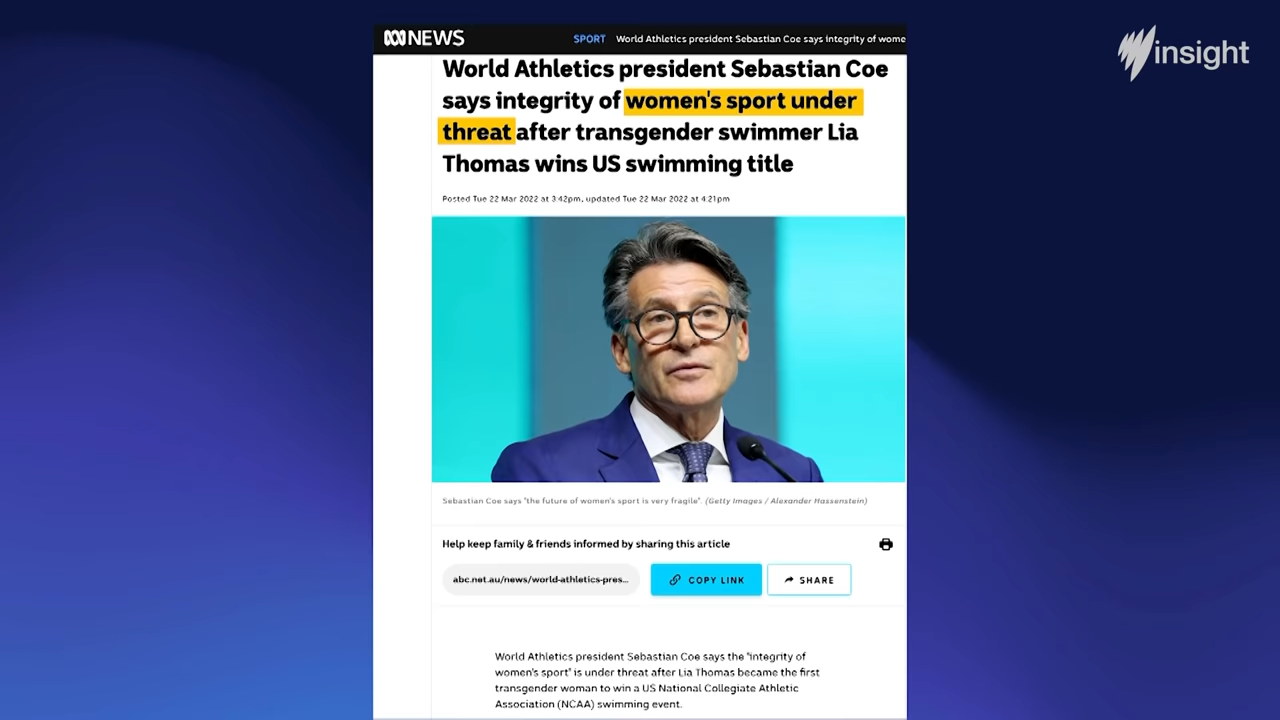 NEWS
SPORT World Athletics president Sebastian Coe says integrity of wome
insight
World Athletics president Sebastian Coe
says integrity of women's sport under
threat after transgender swimmer Lia
Thomas wins US swimming title
Posted Tue 22 Mar 2022 at 3:42pm, updated Tue 22 Mar 2022 at 4:21pm
Sebastian Coe says "the future of women's sport is very fragile". (Getty Images / Alexander Hassenstein)
Help keep family & friends informed by sharing this article
abc.net.au/news/world-athletics-pres...
COPY LINK
SHARE
World Athletics president Sebastian Coe says the "integrity of
women's sport" is under threat after Lia Thomas became the first
transgender woman to win a US National Collegiate Athletic
Association (NCAA) swimming event.